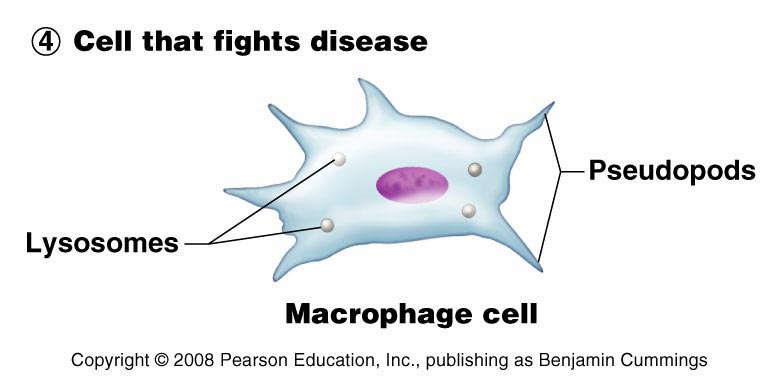 ④ Cell that fights disease
Pseudopods
Lysosomes
Macrophage cell
Copyright © 2008 Pearson Education, Inc., publishing as Benjamin Cummings